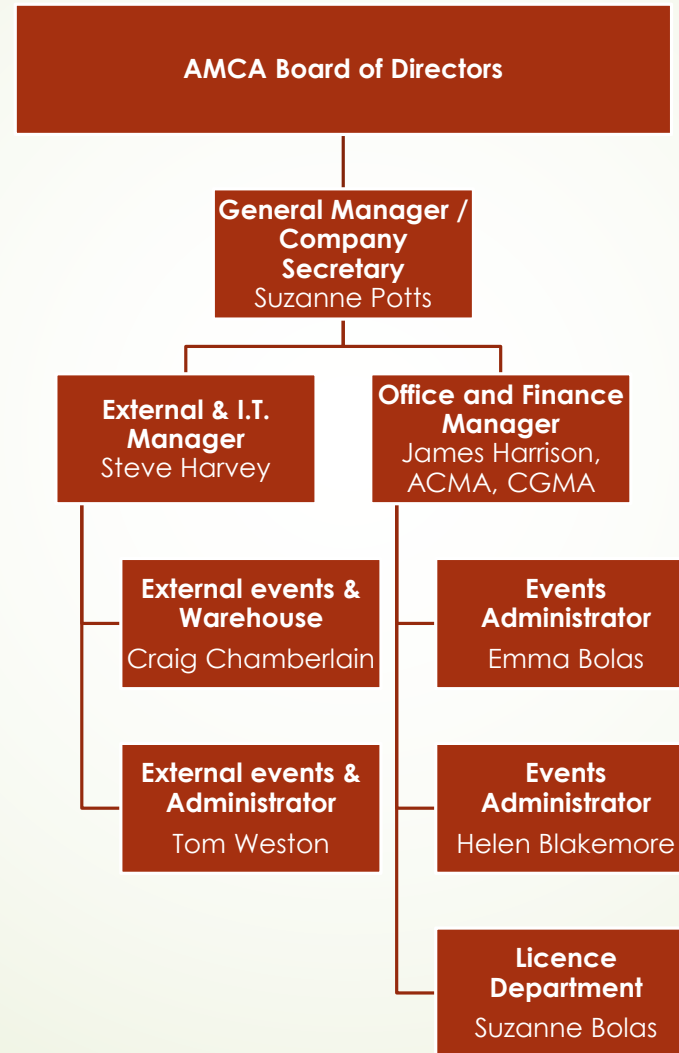 AMCA Board of Directors
General Manager /
Company
Secretary
Suzanne Potts
External & I.T.
Manager
Steve Harvey
Office and Finance
Manager
James Harrison,
ACMA, CGMA
External events &
Warehouse
Craig Chamberlain
Events
Administrator
Emma Bolas
External events &
Administrator
Tom Weston
Events
Administrator
Helen Blakemore
Licence
Department
Suzanne Bolas